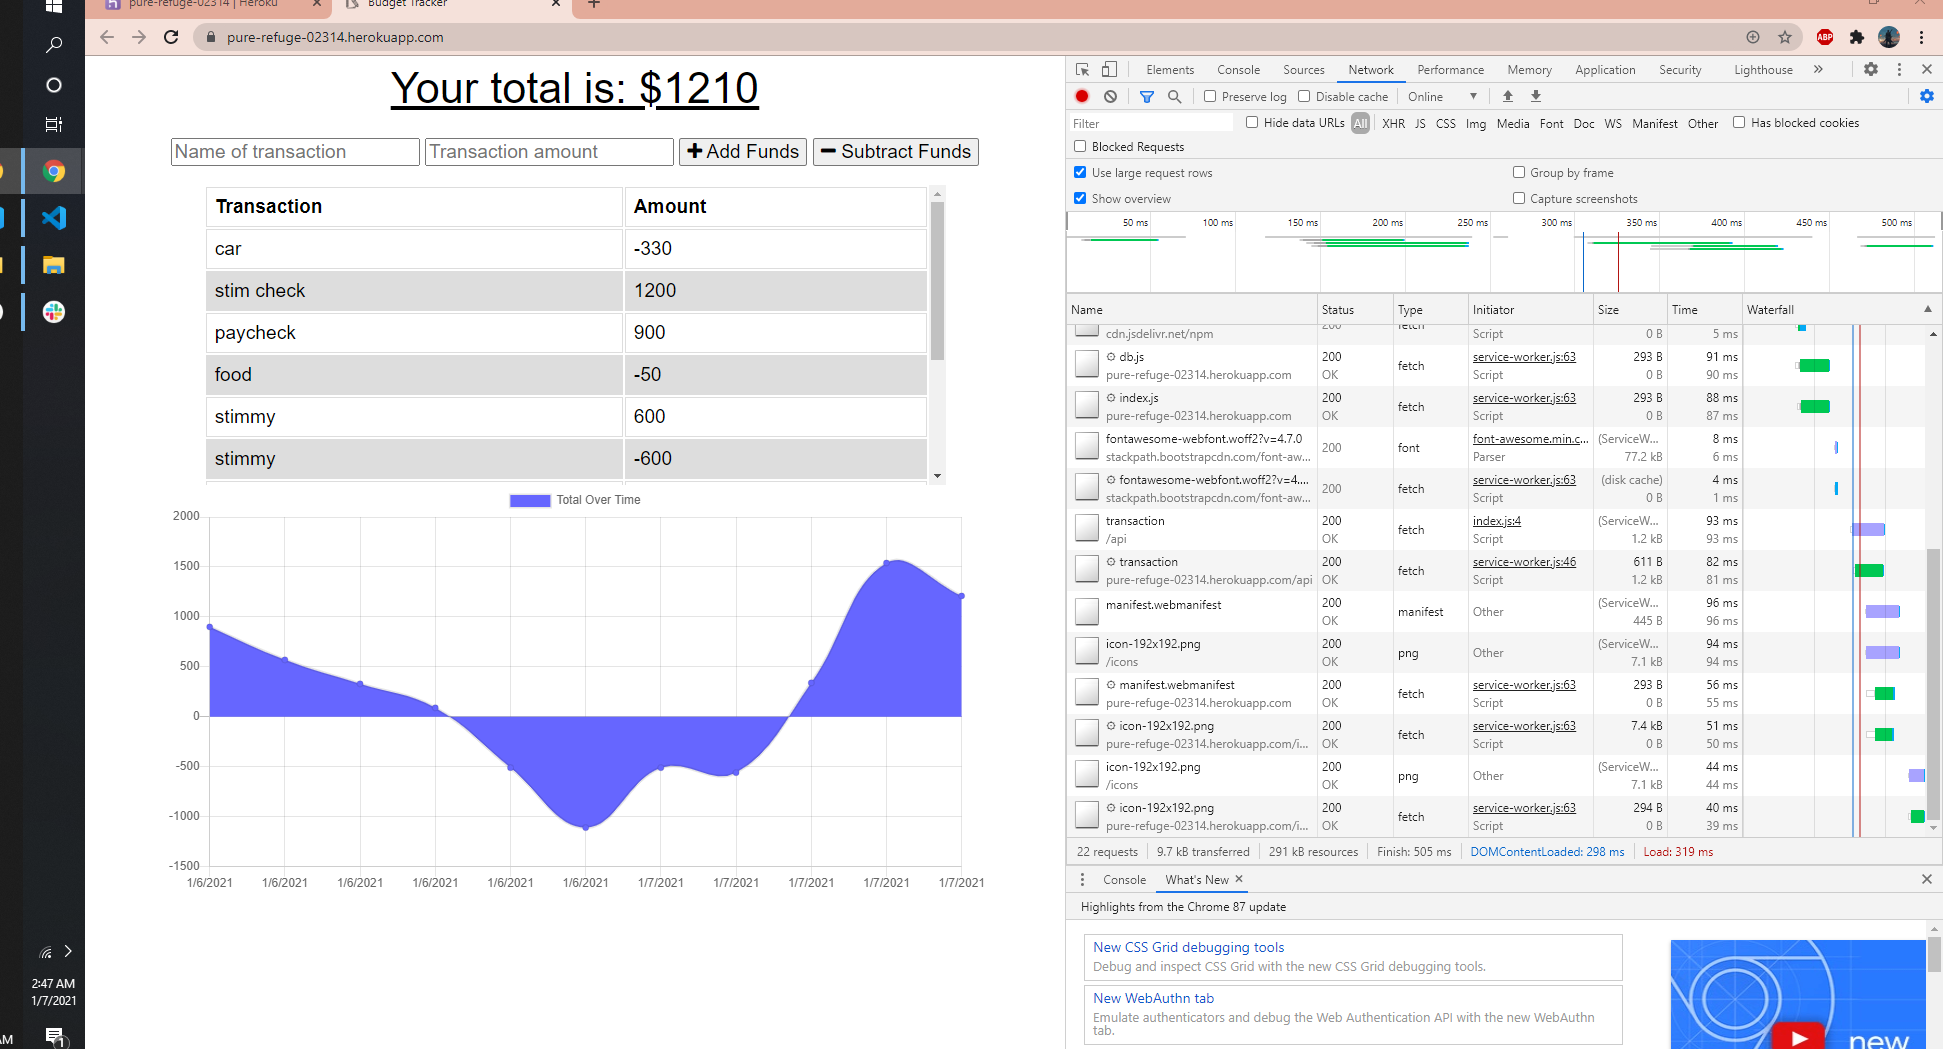 pure-refuge-02314 | Heroku
Budget Tracker
pure-refuge-02314.herokuapp.com
ABP
Your total is: $1210
Name of transaction
Transaction amount
Add Funds
Subtract Funds
Transaction Amount
car -330
stim check 1200
paycheck 900
food -50
stimmy 600
stimmy -600
Total Over Time
2000
1500
1000
500
0
-500
-1000
-1500
1/6/2021 1/6/2021 1/6/2021 1/6/2021 1/6/2021 1/6/2021 1/7/2021 1/7/2021 1/7/2021 1/7/2021 1/7/2021
2:47 AM
1/7/2021
AM
1
Elements Console Sources Network Performance Memory Application Security Lighthouse
Preserve log Disable cache Online
Filter
Hide data URLs All XHR JS CSS Img Media Font Doc WS Manifest Other Has blocked cookies
Blocked Requests
Use large request rows Group by frame
Show overview Capture screenshots
50 ms 100 ms 150 ms 200 ms 250 ms 300 ms 350 ms 400 ms 450 ms 500 ms
Name Status Type Initiator Size Time Waterfall
200 fetch
cdn.jsdelivr.net/npm Script 0 B 5 ms
db.js 200 fetch service-worker.js:63 293 B 91 ms
pure-refuge-02314.herokuapp.com OK Script 0 B 90 ms
index.js 200 fetch service-worker.js:63 293 B 88 ms
pure-refuge-02314.herokuapp.com OK Script 0 B 87 ms
fontawesome-webfont.woff2?v=4.7.0 200 font font-awesome.min.c... (ServiceW... 8 ms
stackpath.bootstrapcdn.com/font-aw... Parser 77.2 kB 6 ms
fontawesome-webfont.woff2?v=4.... 200 fetch service-worker.js:63 (disk cache) 4 ms
stackpath.bootstrapcdn.com/font-aw... Script 0 B 1 ms
transaction 200 fetch index.js:4 (ServiceW... 93 ms
/api OK Script 1.2 kB 93 ms
transaction 200 fetch service-worker.js:46 611 B 82 ms
pure-refuge-02314.herokuapp.com/api OK Script 1.2 kB 81 ms
manifest.webmanifest 200 manifest Other (ServiceW... 96 ms
OK 445 B 96 ms
icon-192x192.png 200 png Other (ServiceW... 94 ms
/icons OK 7.1 kB 94 ms
manifest.webmanifest 200 fetch service-worker.js:63 293 B 56 ms
pure-refuge-02314.herokuapp.com OK Script 0 B 55 ms
icon-192x192.png 200 fetch service-worker.js:63 7.4 kB 51 ms
pure-refuge-02314.herokuapp.com/i... OK Script 0 B 50 ms
icon-192x192.png 200 png Other (ServiceW... 44 ms
/icons OK 7.1 kB 44 ms
icon-192x192.png 200 fetch service-worker.js:63 294 B 40 ms
pure-refuge-02314.herokuapp.com/i... OK Script 0 B 39 ms
22 requests 9.7 kB transferred 291 kB resources Finish: 505 ms DOMContentLoaded: 298 ms Load: 319 ms
Console What's New
Highlights from the Chrome 87 update
New CSS Grid debugging tools
Debug and inspect CSS Grid with the new CSS Grid debugging tools.
New WebAuthn tab
Emulate authenticators and debug the Web Authentication API with the new WebAuthn
tab.
new